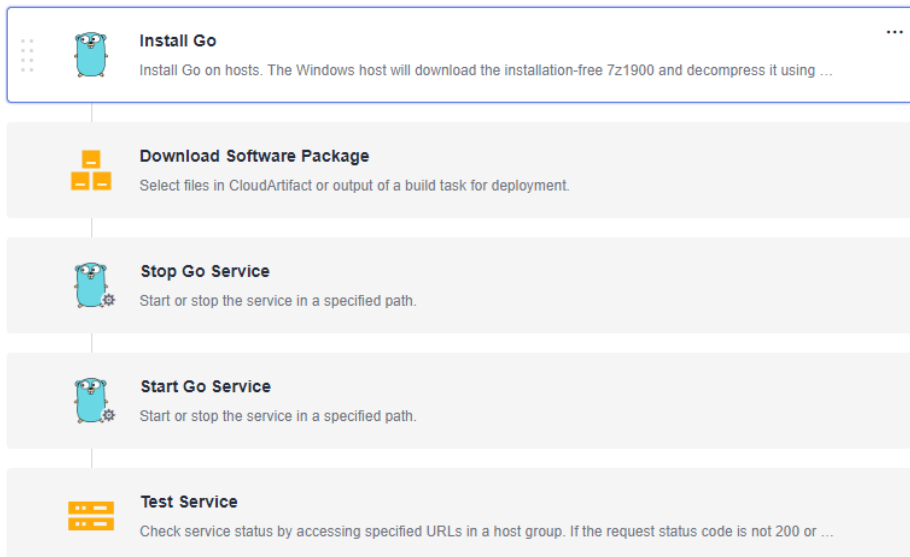 Install Go
Install Go on hosts. The Windows host will download the installation-free 7z1900 and decompress it using ...
Download Software Package
Select files in CloudArtifact or output of a build task for deployment.
Stop Go Service
Start or stop the service in a specified path.
Start Go Service
Start or stop the service in a specified path.
Test Service
Check service status by accessing specified URLs in a host group. If the request status code is not 200 or ...